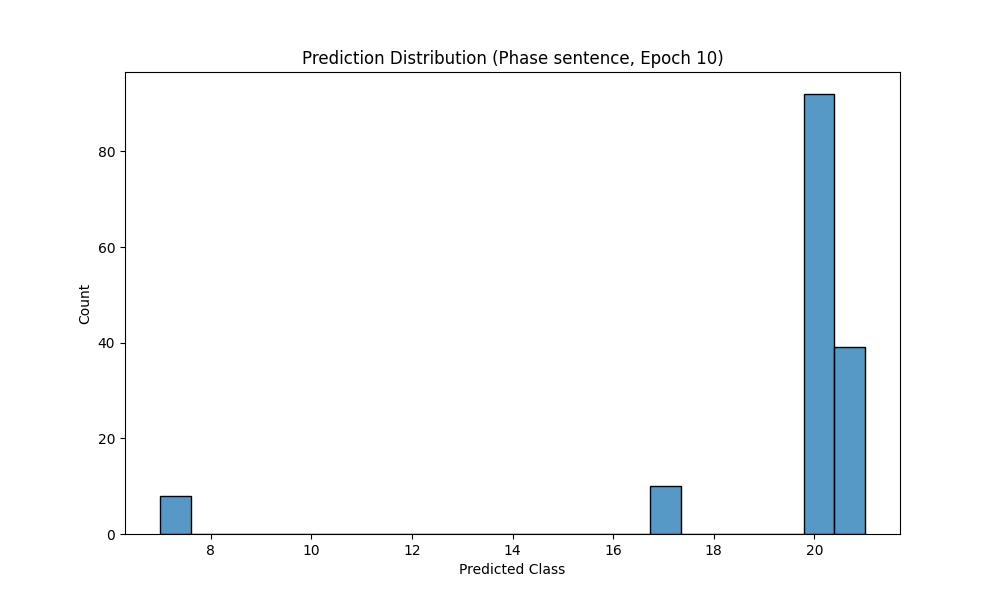 Prediction Distribution (Phase sentence, Epoch 10)
80
60
40
20
0
Count
8 10 12 14 16 18 20
Predicted Class